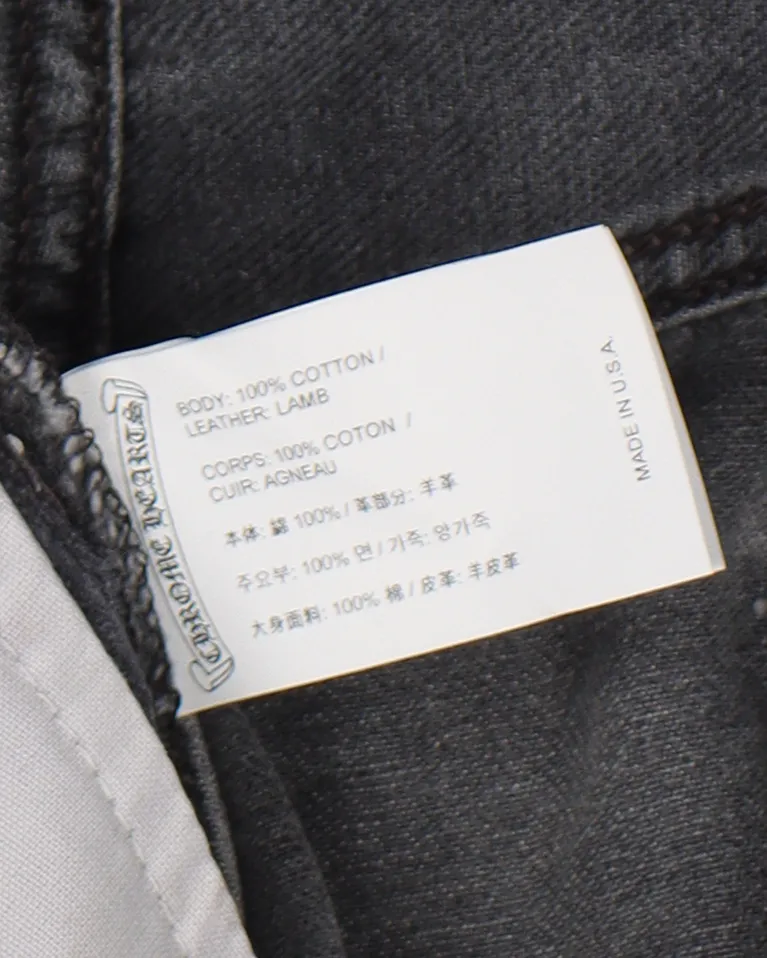 CHROME HEARTS
BODY: 100% COTTON /
LEATHER: LAMB
CORPS: 100% COTON /
CUIR: AGNEAU
本体: 綿 100% / 革部分: 羊革
주요부: 100% 면 / 가죽: 양가죽
大身面料: 100% 棉 / 皮革: 羊皮革
MADE IN U.S.A.